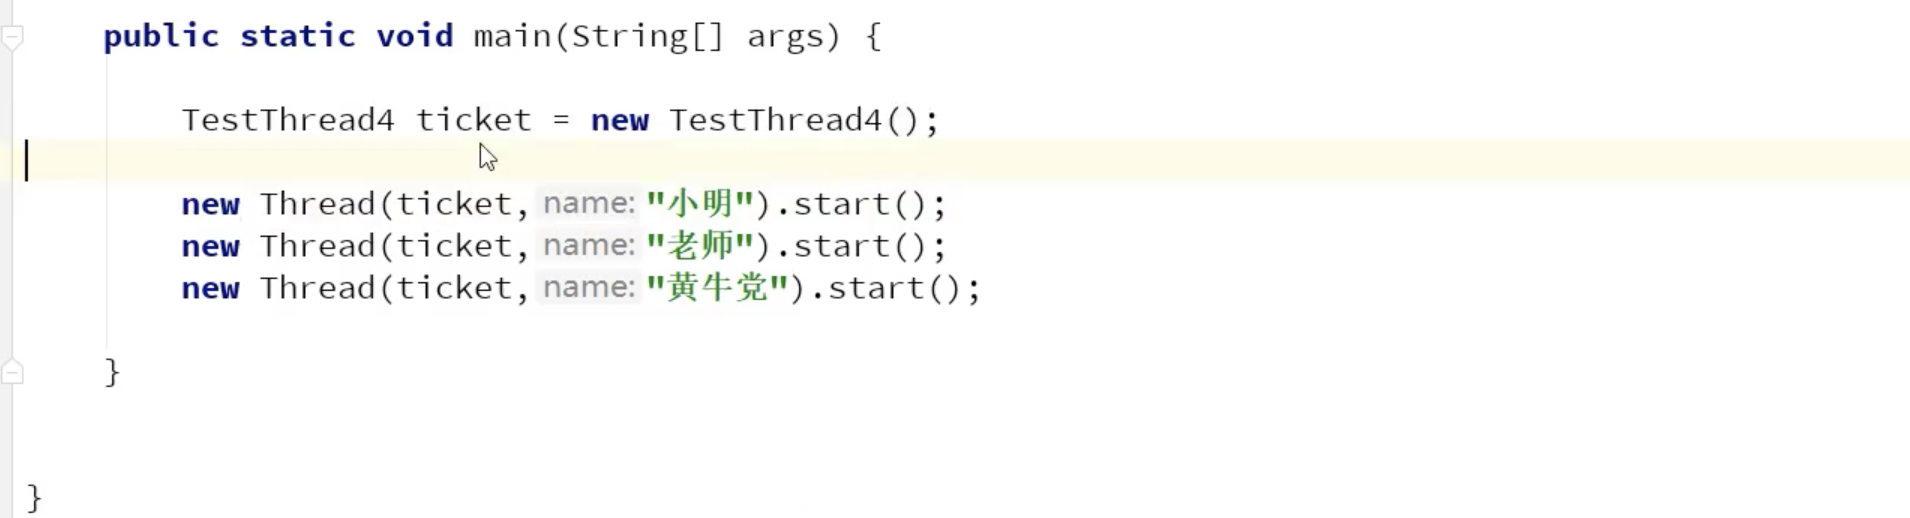 public static void main(String[] args) {
TestThread4 ticket = new TestThread4();
new Thread(ticket, name: "小明").start();
new Thread(ticket, name: "老师").start();
new Thread(ticket, name: "黄牛党").start();
}
}